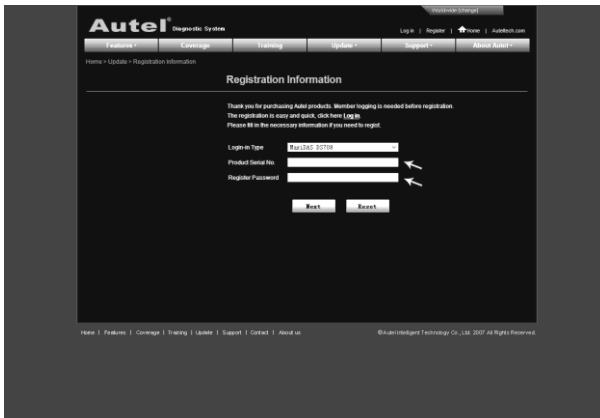 Worldwide [change]
Autel® Diagnostic System
Log in | Register | Home | Auteltech.com
Features Coverage Training Update Support About Autel
Home > Update > Registration Information
Registration Information
Thank you for purchasing Autel products. Member logging is needed before registration.
The registration is easy and quick, click here Log in.
Please fill in the necessary information if you need to regist.
Login-in Type MaxiDAS DS708
Product Serial No.
Register Password
Next Reset
Home | Features | Coverage | Training | Update | Support | Contact | About us ©Autel Intelligent Technology Co., Ltd. 2007 All Rights Reserved.